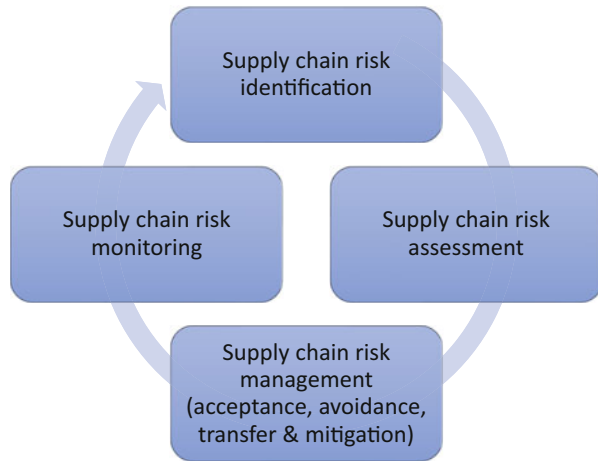 Supply chain risk
identification
Supply chain risk
assessment
Supply chain risk
management
(acceptance, avoidance,
transfer & mitigation)
Supply chain risk
monitoring